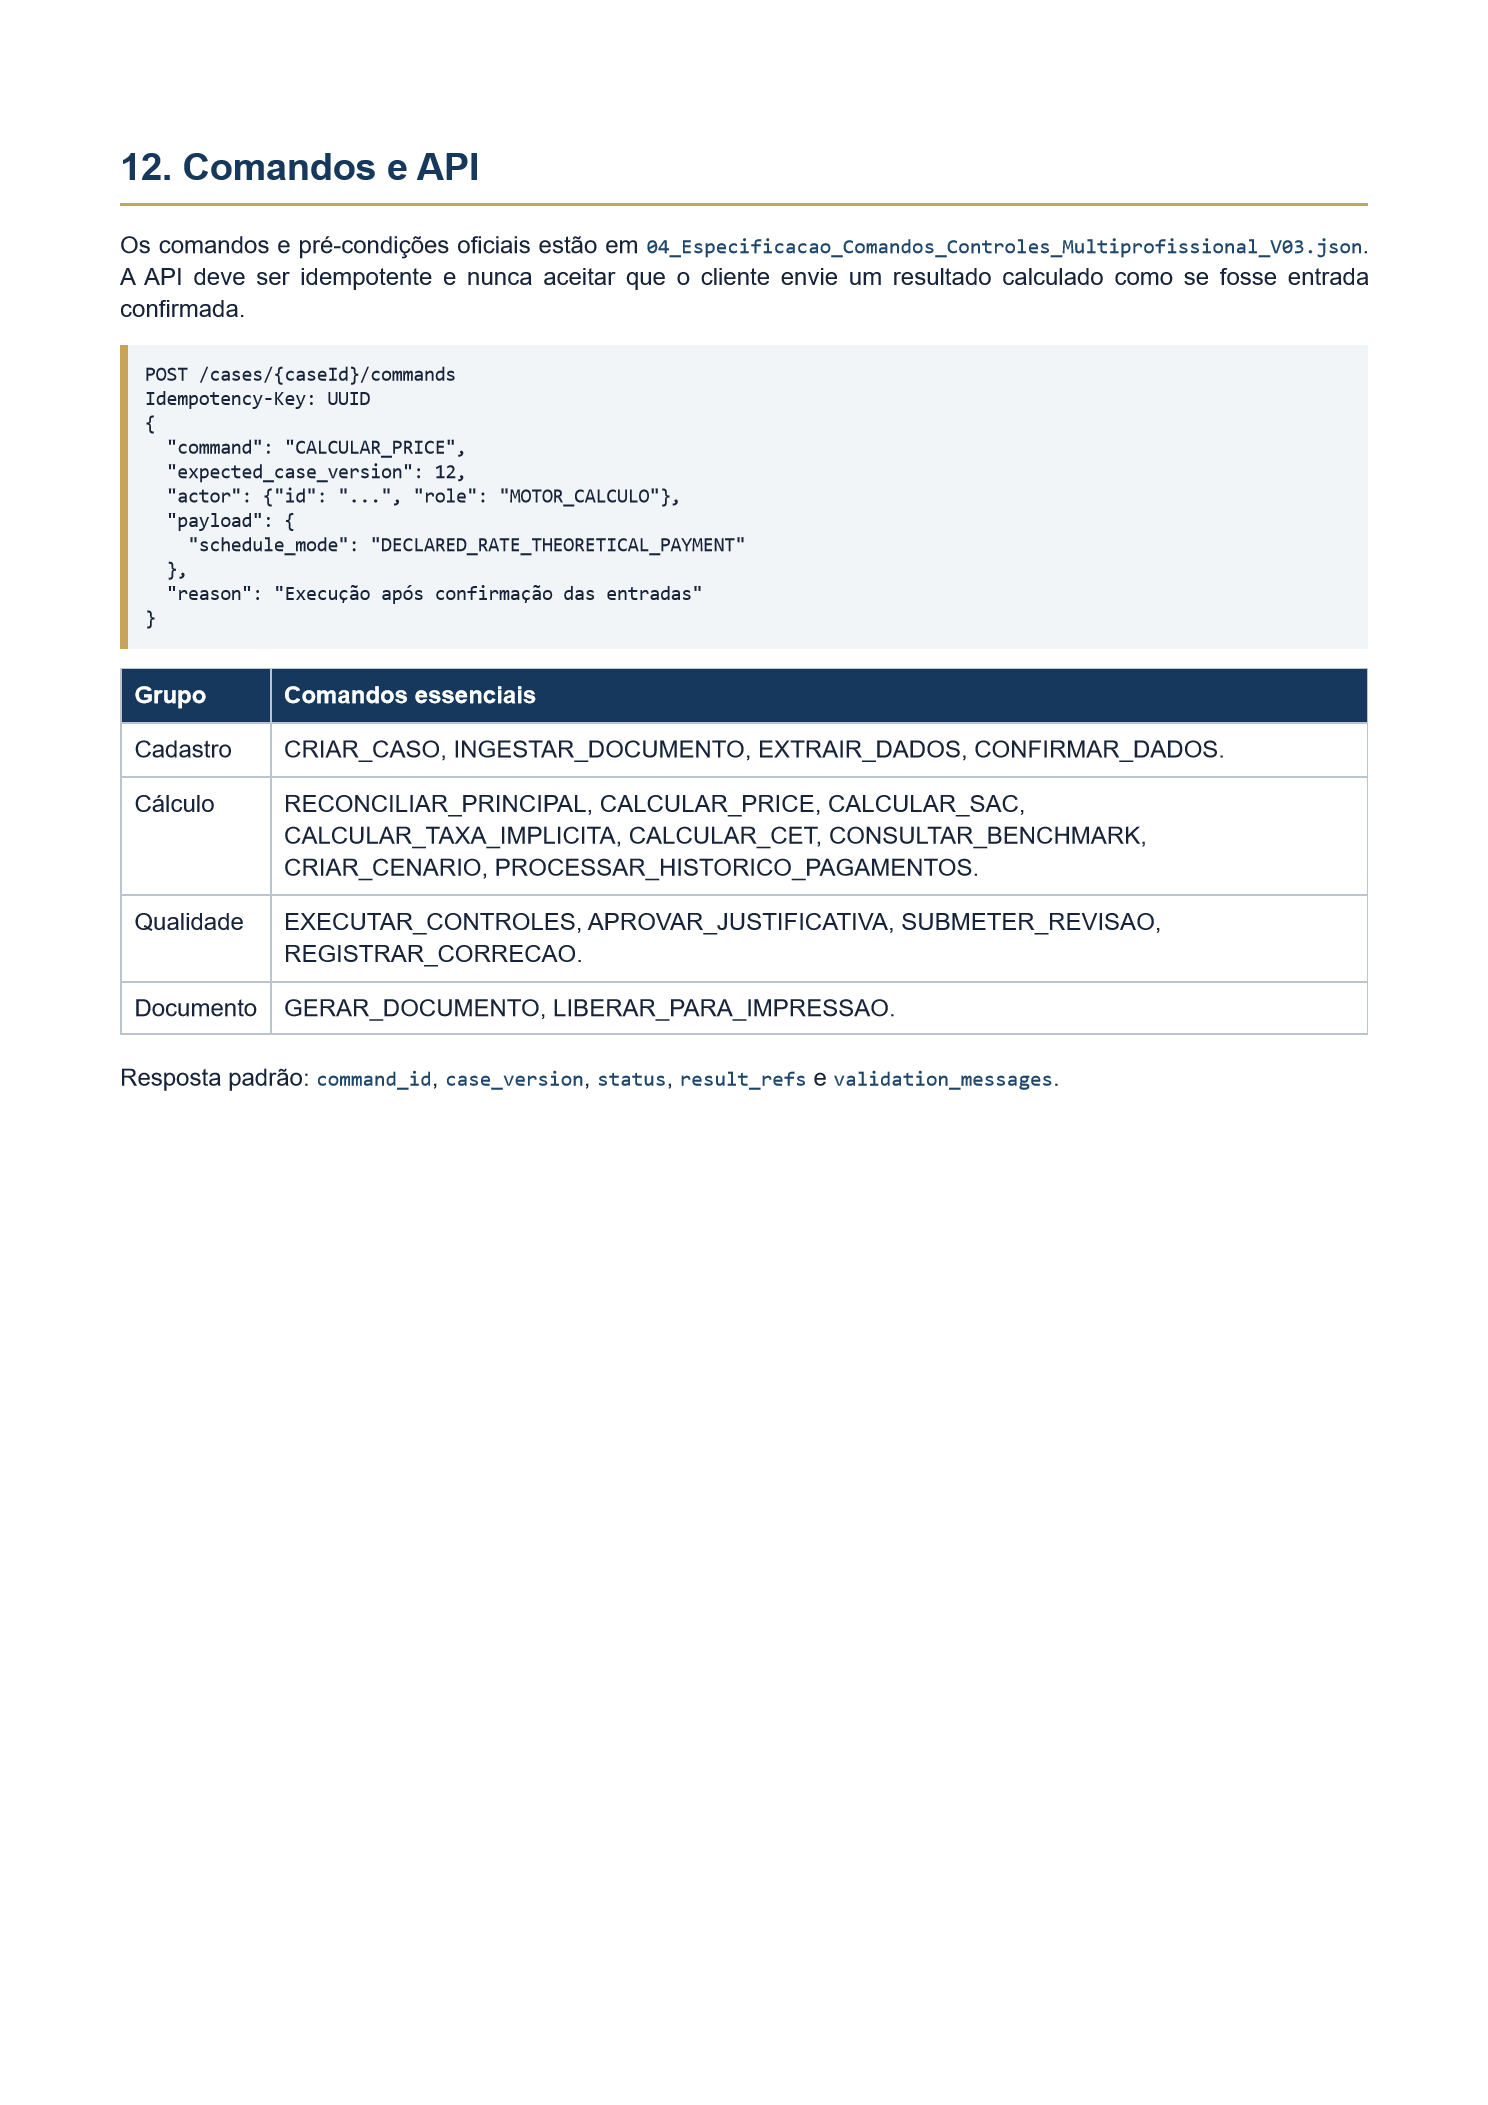 12. Comandos e API
Os comandos e pré-condições oficiais estão em 04_Especificacao_Comandos_Controles_Multiprofissional_V03.json.
A API deve ser idempotente e nunca aceitar que o cliente envie um resultado calculado como se fosse entrada
confirmada.
POST /cases/{caseId}/commands
Idempotency-Key: UUID
{
  "command": "CALCULAR_PRICE",
  "expected_case_version": 12,
  "actor": {"id": "...", "role": "MOTOR_CALCULO"},
  "payload": {
    "schedule_mode": "DECLARED_RATE_THEORETICAL_PAYMENT"
  },
  "reason": "Execução após confirmação das entradas"
}
Grupo Comandos essenciais
Cadastro CRIAR_CASO, INGESTAR_DOCUMENTO, EXTRAIR_DADOS, CONFIRMAR_DADOS.
Cálculo RECONCILIAR_PRINCIPAL, CALCULAR_PRICE, CALCULAR_SAC,
CALCULAR_TAXA_IMPLICITA, CALCULAR_CET, CONSULTAR_BENCHMARK,
CRIAR_CENARIO, PROCESSAR_HISTORICO_PAGAMENTOS.
Qualidade EXECUTAR_CONTROLES, APROVAR_JUSTIFICATIVA, SUBMETER_REVISAO,
REGISTRAR_CORRECAO.
Documento GERAR_DOCUMENTO, LIBERAR_PARA_IMPRESSAO.
Resposta padrão: command_id, case_version, status, result_refs e validation_messages.